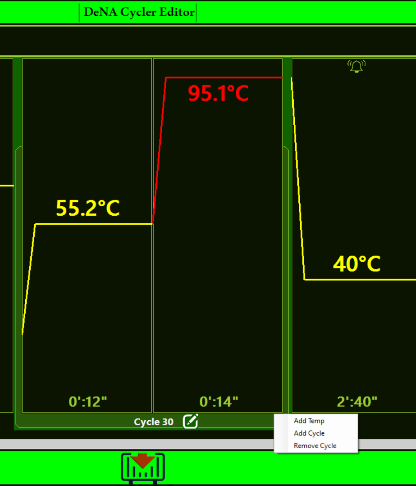 DeNA Cycler Editor
95.1°C
55.2°C
40°C
0':12"
0':14"
2':40"
Cycle 30
Add Temp
Add Cycle
Remove Cycle